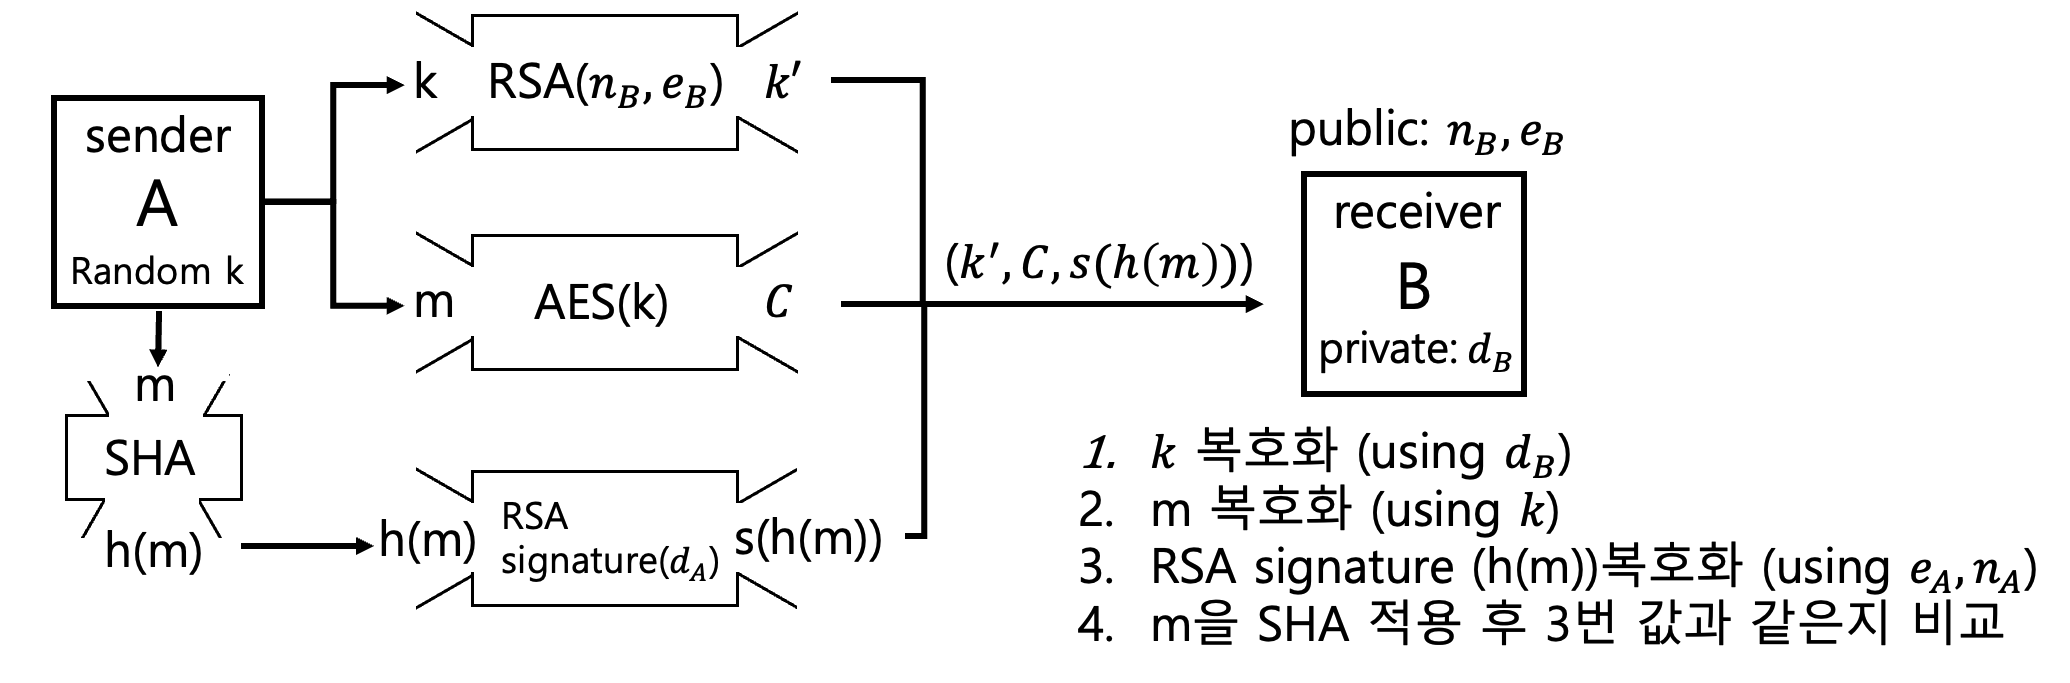 sender
A
Random k
k
RSA(n_B, e_B)
k′
m
AES(k)
C
m
SHA
h(m)
h(m)
RSA
signature(d_A)
s(h(m))
(k′, C, s(h(m)))
public: n_B, e_B
receiver
B
private: d_B
1. k 복호화 (using d_B)
2. m 복호화 (using k)
3. RSA signature (h(m))복호화 (using e_A, n_A)
4. m을 SHA 적용 후 3번 값과 같은지 비교